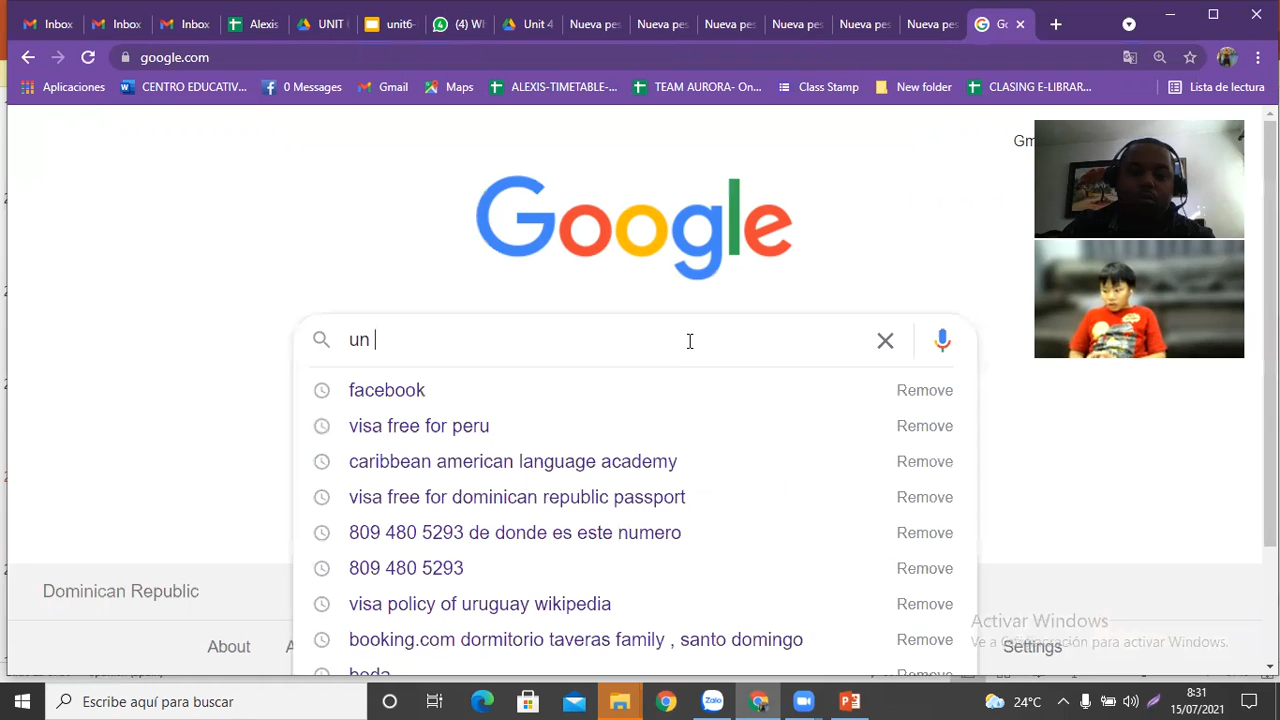 Inbox Inbox Inbox Alexis UNIT unit6- (4) Unit 4 Nueva pes Nueva pes Nueva pes Nueva pes Nueva pes Nueva pes Go
google.com
Aplicaciones CENTRO EDUCATIV... 0 Messages Gmail Maps ALEXIS-TIMETABLE-... TEAM AURORA- On... Class Stamp New folder CLASING E-LIBRAR... Lista de lectura
Gm
Google
un
facebook Remove
visa free for peru Remove
caribbean american language academy Remove
visa free for dominican republic passport Remove
809 480 5293 de donde es este numero Remove
809 480 5293 Remove
visa policy of uruguay wikipedia Remove
booking.com dormitorio taveras family , santo domingo Remove
boda
Dominican Republic
About Settings
Activar Windows
Ve a Configuración para activar Windows.
Escribe aquí para buscar 24°C 8:31
15/07/2021